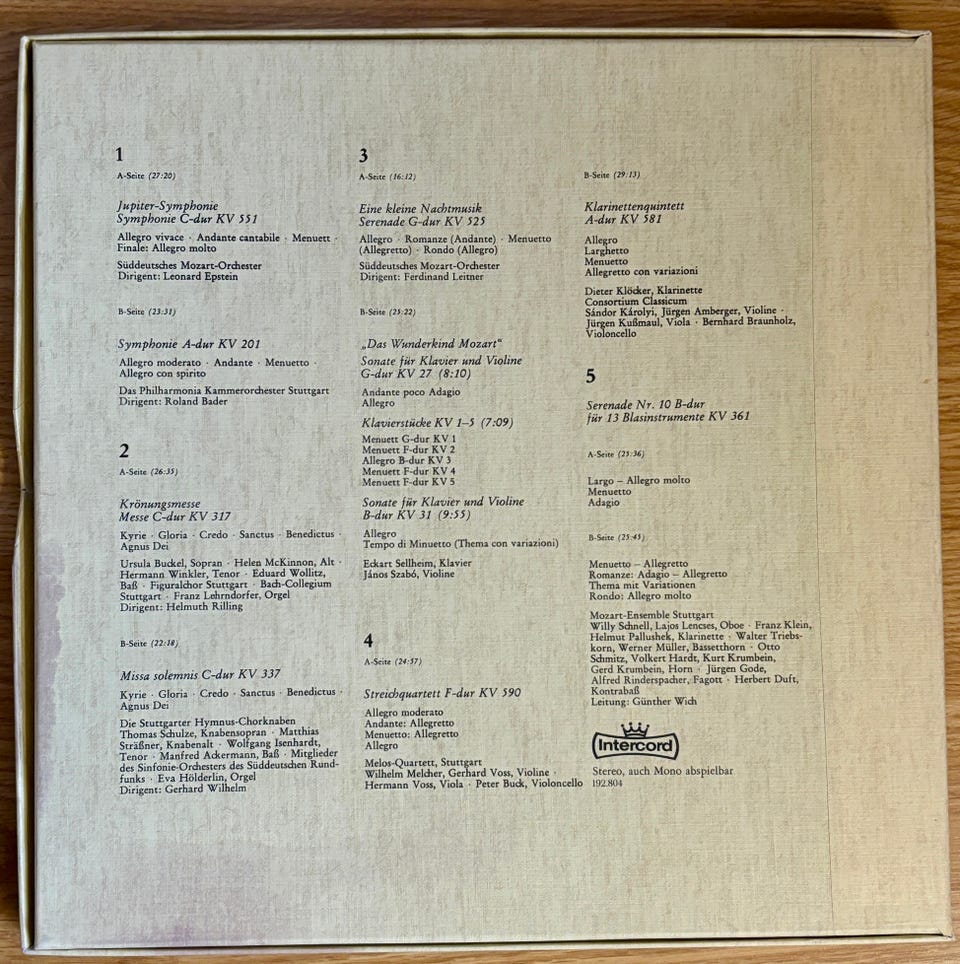 1
A-Seite (27:20)
Jupiter-Symphonie
Symphonie C-dur KV 551
Allegro vivace · Andante cantabile · Menuett ·
Finale: Allegro molto
Süddeutsches Mozart-Orchester
Dirigent: Leonard Epstein
B-Seite (23:31)
Symphonie A-dur KV 201
Allegro moderato · Andante · Menuetto ·
Allegro con spirito
Das Philharmonia Kammerorchester Stuttgart
Dirigent: Roland Bader
2
A-Seite (26:35)
Krönungsmesse
Messe C-dur KV 317
Kyrie · Gloria · Credo · Sanctus · Benedictus ·
Agnus Dei
Ursula Buckel, Sopran · Helen McKinnon, Alt ·
Hermann Winkler, Tenor · Eduard Wollitz,
Baß · Figuralchor Stuttgart · Bach-Collegium
Stuttgart · Franz Lehrndorfer, Orgel
Dirigent: Helmuth Rilling
B-Seite (22:18)
Missa solemnis C-dur KV 337
Kyrie · Gloria · Credo · Sanctus · Benedictus ·
Agnus Dei
Die Stuttgarter Hymnus-Chorknaben
Thomas Schulze, Knabensopran · Matthias
Sträßner, Knabenalt · Wolfgang Isenhardt,
Tenor · Manfred Ackermann, Baß · Mitglieder
des Sinfonie-Orchesters des Süddeutschen Rund-
funks · Eva Hölderlin, Orgel
Dirigent: Gerhard Wilhelm
3
A-Seite (16:12)
Eine kleine Nachtmusik
Serenade G-dur KV 525
Allegro · Romanze (Andante) · Menuetto
(Allegretto) · Rondo (Allegro)
Süddeutsches Mozart-Orchester
Dirigent: Ferdinand Leitner
B-Seite (25:22)
„Das Wunderkind Mozart“
Sonate für Klavier und Violine
G-dur KV 27 (8:10)
Andante poco Adagio
Allegro
Klavierstücke KV 1–5 (7:09)
Menuett G-dur KV 1
Menuett F-dur KV 2
Allegro B-dur KV 3
Menuett F-dur KV 4
Menuett F-dur KV 5
Sonate für Klavier und Violine
B-dur KV 31 (9:55)
Allegro
Tempo di Minuetto (Thema con variazioni)
Eckart Sellheim, Klavier
János Szabó, Violine
4
A-Seite (24:57)
Streichquartett F-dur KV 590
Allegro moderato
Andante: Allegretto
Menuetto: Allegretto
Allegro
Melos-Quartett, Stuttgart
Wilhelm Melcher, Gerhard Voss, Violine ·
Hermann Voss, Viola · Peter Buck, Violoncello
B-Seite (29:13)
Klarinettenquintett
A-dur KV 581
Allegro
Larghetto
Menuetto
Allegretto con variazioni
Dieter Klöcker, Klarinette
Consortium Classicum
Sándor Károlyi, Jürgen Amberger, Violine ·
Jürgen Kußmaul, Viola · Bernhard Braunholz,
Violoncello
5
Serenade Nr. 10 B-dur
für 13 Blasinstrumente KV 361
A-Seite (25:36)
Largo – Allegro molto
Menuetto
Adagio
B-Seite (25:45)
Menuetto – Allegretto
Romanze: Adagio – Allegretto
Thema mit Variationen
Rondo: Allegro molto
Mozart-Ensemble Stuttgart
Willy Schnell, Lajos Lencses, Oboe · Franz Klein,
Helmut Pallushek, Klarinette · Walter Triebs-
korn, Werner Müller, Bassetthorn · Otto
Schmitz, Volkert Hardt, Kurt Krumbein,
Gerd Krumbein, Horn · Jürgen Gode,
Alfred Rinderspacher, Fagott · Herbert Duft,
Kontrabaß
Leitung: Günther Wich
Intercord
Stereo, auch Mono abspielbar
192.804